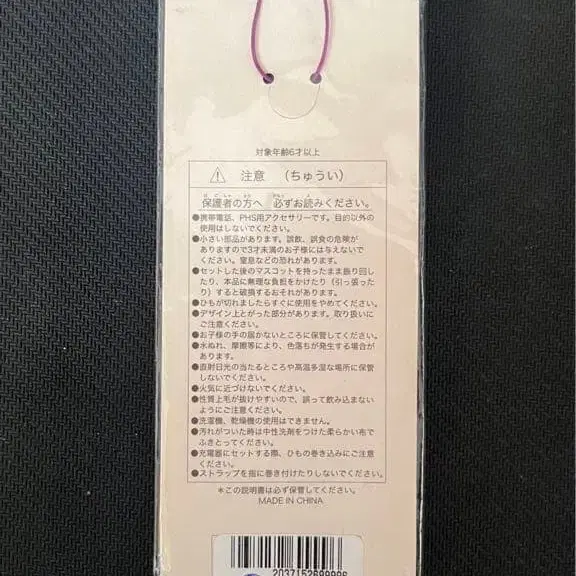 対象年齢6才以上
⚠ 注意 (ちゅうい)
保護者の方へ 必ずお読みください。
●携帯電話、PHS用アクセサリーです。目的以外の
使用はしないでください。
●小さい部品があります。誤飲、誤食の危険が
ありますので3才未満のお子様には与えないで
ください。窒息などの恐れがあります。
●セットした後のマスコットを持ったまま振り回し
たり、本品に無理な負担をかけたり(引っ張った
り)すると破損するおそれがあります。
●ひもが切れましたらすぐに使用をやめてください。
●デザイン上とがった部分があります。取り扱いに
ご注意ください。
●お子様の手の届かないところに保管してください。
●水ぬれ、摩擦等により、色落ちが発生する場合が
あります。
●直射日光の当たるところや高温多湿な場所に保管
しないでください。
●火気に近づけないでください。
●性質上毛が抜けやすいので、誤って飲み込まない
ようにご注意ください。
●洗濯機、乾燥機の使用はできません。
●汚れがついた時は中性洗剤をつけた柔らかい布で
ふきとってください。
●充電器にセットする際、ひもの巻き込みにご注意
ください。
●ストラップを指に巻き付けたりしないでください。
＊この説明書は必ず保管してください。
MADE IN CHINA